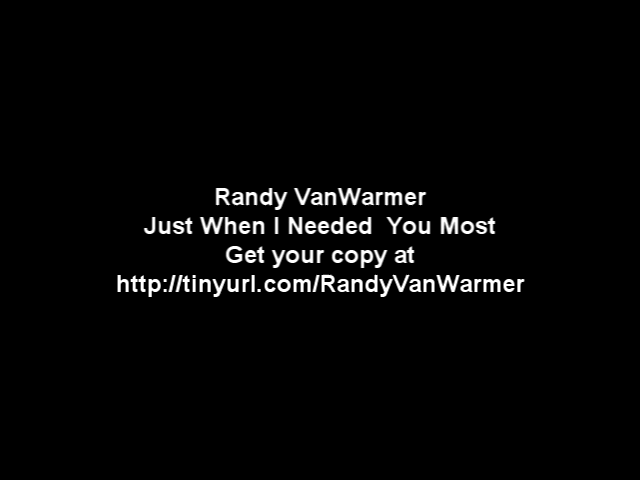 Randy VanWarmer
Just When I Needed  You Most
Get your copy at
http://tinyurl.com/RandyVanWarmer